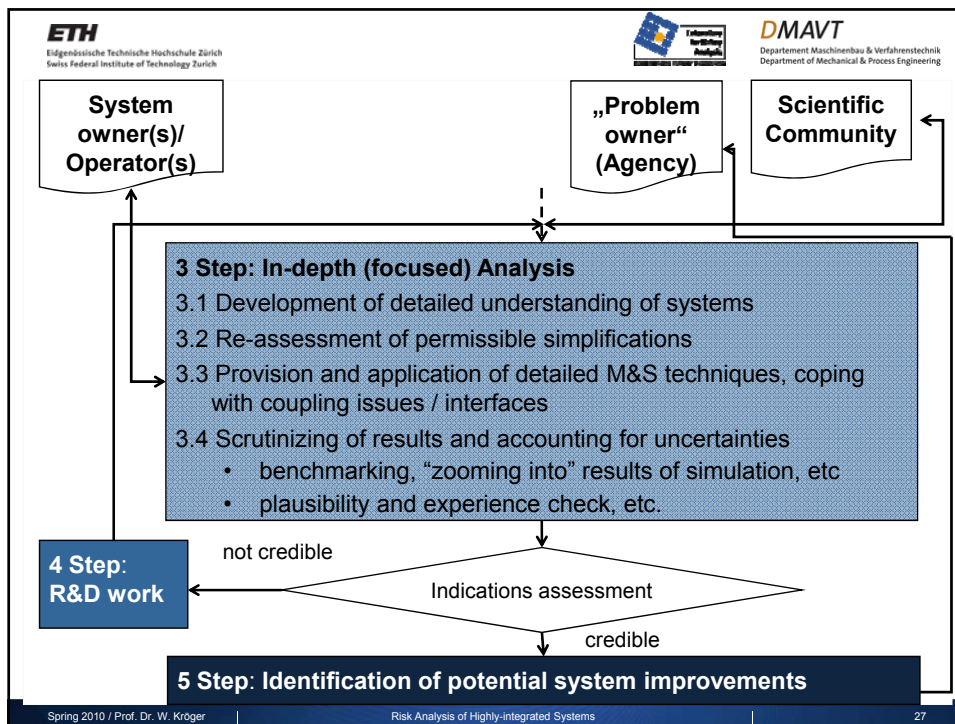 ETH
Eidgenössische Technische Hochschule Zürich
Swiss Federal Institute of Technology Zurich
Laboratory
for Safety
Analysis
DMAVT
Departement Maschinenbau & Verfahrenstechnik
Department of Mechanical & Process Engineering
System
owner(s)/
Operator(s)
„Problem
owner“
(Agency)
Scientific
Community
3 Step: In-depth (focused) Analysis
3.1 Development of detailed understanding of systems
3.2 Re-assessment of permissible simplifications
3.3 Provision and application of detailed M&S techniques, coping
with coupling issues / interfaces
3.4 Scrutinizing of results and accounting for uncertainties
• benchmarking, “zooming into” results of simulation, etc
• plausibility and experience check, etc.
not credible
4 Step:
R&D work
Indications assessment
credible
5 Step: Identification of potential system improvements
Spring 2010 / Prof. Dr. W. Kröger
Risk Analysis of Highly-integrated Systems
27